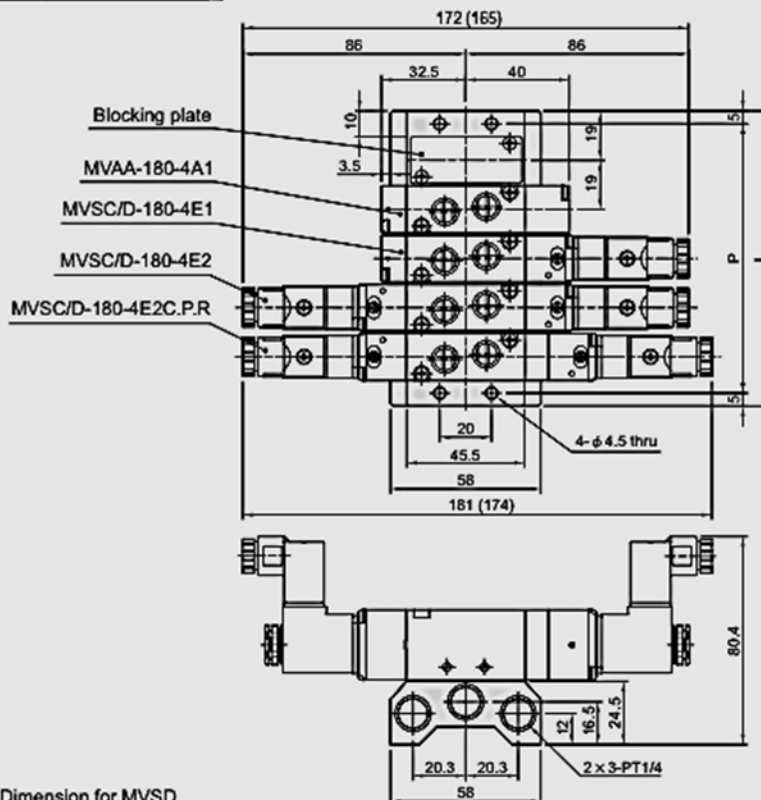 172 (165)
86
86
32.5
40
Blocking plate
10
19
5
3.5
MVAA-180-4A1
19
MVSC/D-180-4E1
P
MVSC/D-180-4E2
MVSC/D-180-4E2C.P.R
5
20
4-ϕ4.5 thru
45.5
58
181 (174)
80.4
12
16.5
24.5
20.3
20.3
2×3-PT1/4
58
Dimension for MVSD